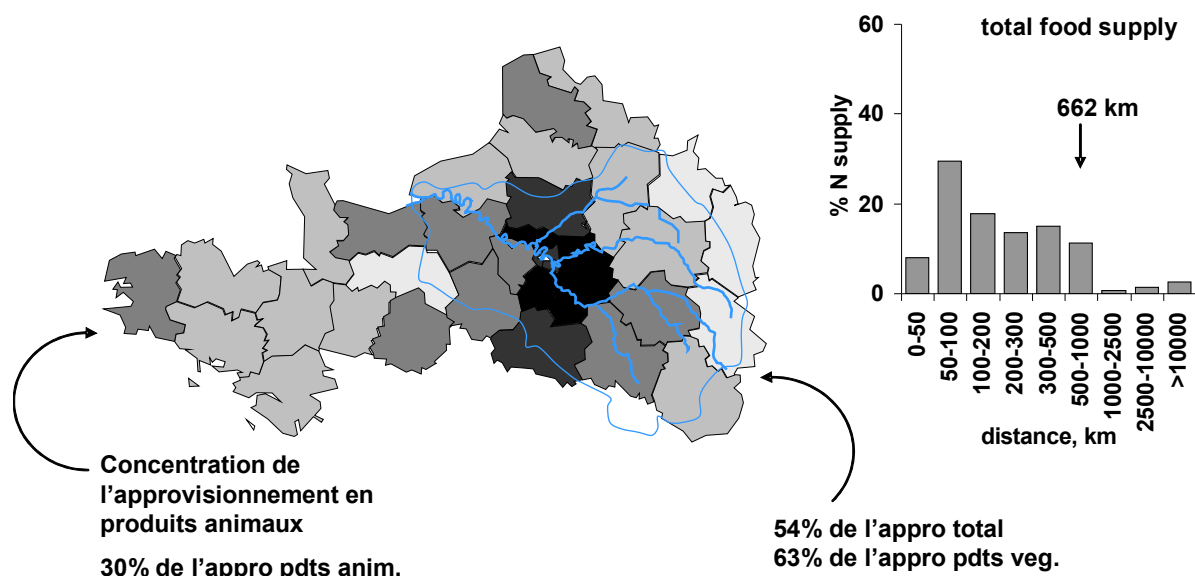 60
total food supply
% N supply
40
662 km
20
0
0-50
50-100
100-200
200-300
300-500
500-1000
1000-2500
2500-10000
>10000
distance, km
Concentration de
l'approvisionnement en
produits animaux
30% de l'appro pdts anim.
54% de l'appro total
63% de l'appro pdts veg.